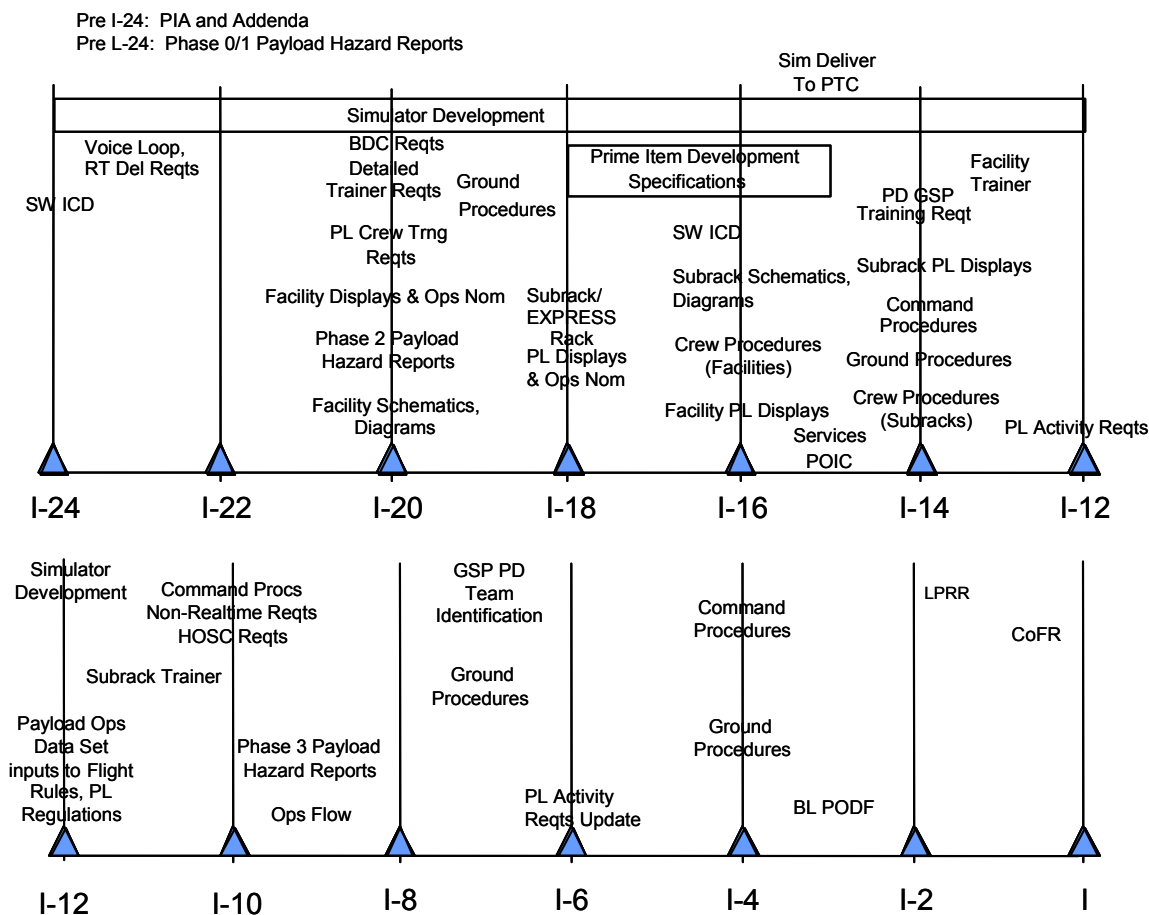 Pre I-24: PIA and Addenda
Pre L-24: Phase 0/1 Payload Hazard Reports
Sim Deliver
To PTC
Simulator Development
Voice Loop,
RT Del Reqts
SW ICD
BDC Reqts
Detailed
Trainer Reqts
PL Crew Trng
Reqts
Facility Displays & Ops Nom
Phase 2 Payload
Hazard Reports
Facility Schematics,
Diagrams
Ground
Procedures
Subrack/
EXPRESS
Rack
PL Displays
& Ops Nom
Prime Item Development
Specifications
SW ICD
Subrack Schematics,
Diagrams
Crew Procedures
(Facilities)
Facility PL Displays
Services
POIC
Facility
Trainer
PD GSP
Training Reqt
Subrack PL Displays
Command
Procedures
Ground Procedures
Crew Procedures
(Subracks)
PL Activity Reqts
I-24
I-22
I-20
I-18
I-16
I-14
I-12
Simulator
Development
Payload Ops
Data Set
inputs to Flight
Rules, PL
Regulations
Subrack Trainer
Command Procs
Non-Realtime Reqts
HOSC Reqts
Phase 3 Payload
Hazard Reports
Ops Flow
GSP PD
Team
Identification
Ground
Procedures
PL Activity
Reqts Update
Command
Procedures
Ground
Procedures
BL PODF
LPRR
CoFR
I-12
I-10
I-8
I-6
I-4
I-2
I